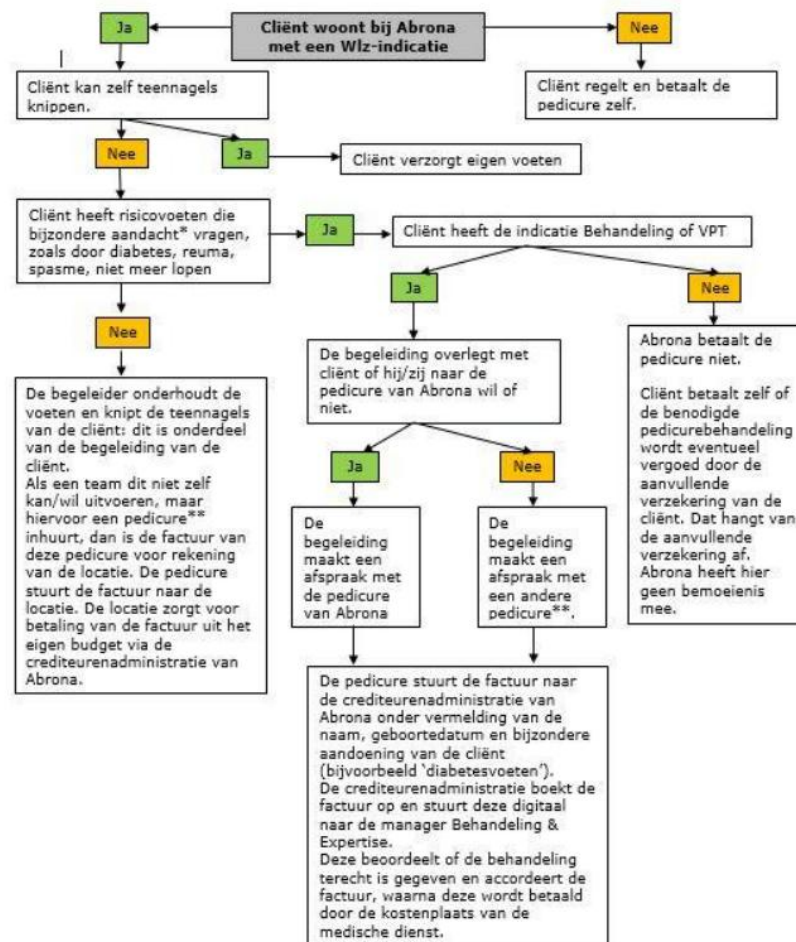 Ja
Cliënt woont bij Abrona
met een Wlz-indicatie
Nee
Cliënt kan zelf teennagels
knippen.
Cliënt regelt en betaalt de
pedicure zelf.
Nee
Ja
Cliënt verzorgt eigen voeten
Cliënt heeft risicovoeten die
bijzondere aandacht* vragen,
zoals door diabetes, reuma,
spasme, niet meer lopen
Ja
Cliënt heeft de indicatie Behandeling of VPT
Nee
Ja
Nee
De begeleider onderhoudt de
voeten en knipt de teennagels
van de cliënt: dit is onderdeel
van de begeleiding van de
cliënt.
Als een team dit niet zelf
kan/wil uitvoeren, maar
hiervoor een pedicure**
inhuurt, dan is de factuur van
deze pedicure voor rekening
van de locatie. De pedicure
stuurt de factuur naar de
locatie. De locatie zorgt voor
betaling van de factuur uit het
eigen budget via de
crediteurenadministratie van
Abrona.
De begeleiding overlegt met
cliënt of hij/zij naar de
pedicure van Abrona wil of
niet.
Abrona betaalt de
pedicure niet.
Cliënt betaalt zelf of
de benodigde
pedicurebehandeling
wordt eventueel
vergoed door de
aanvullende
verzekering van de
cliënt. Dat hangt van
de aanvullende
verzekering af.
Abrona heeft hier
geen bemoeienis
mee.
Ja
Nee
De
begeleiding
maakt een
afspraak met
de pedicure
van Abrona
De
begeleiding
maakt een
afspraak met
een andere
pedicure**.
De pedicure stuurt de factuur naar
de crediteurenadministratie van
Abrona onder vermelding van de
naam, geboortedatum en bijzondere
aandoening van de cliënt
(bijvoorbeeld ‘diabetesvoeten’).
De crediteurenadministratie boekt de
factuur op en stuurt deze digitaal
naar de manager Behandeling &
Expertise.
Deze beoordeelt of de behandeling
terecht is gegeven en accordeert de
factuur, waarna deze wordt betaald
door de kostenplaats van de
medische dienst.